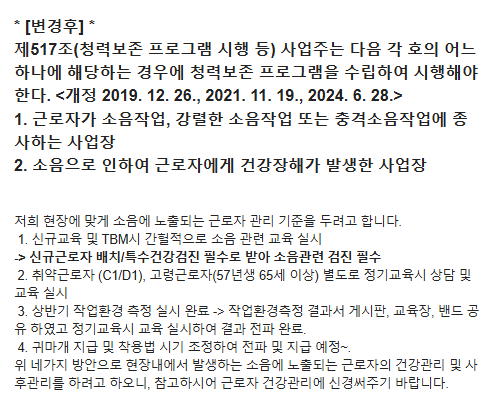 * [변경후] *
제517조(청력보존 프로그램 시행 등) 사업주는 다음 각 호의 어느
하나에 해당하는 경우에 청력보존 프로그램을 수립하여 시행해야
한다. <개정 2019. 12. 26., 2021. 11. 19., 2024. 6. 28.>
1. 근로자가 소음작업, 강렬한 소음작업 또는 충격소음작업에 종
사하는 사업장
2. 소음으로 인하여 근로자에게 건강장해가 발생한 사업장
저희 현장에 맞게 소음에 노출되는 근로자 관리 기준을 두려고 합니다.
1. 신규교육 및 TBM시 간헐적으로 소음 관련 교육 실시
-> 신규근로자 배치/특수건강검진 필수로 받아 소음관련 검진 필수
2. 취약근로자 (C1/D1), 고령근로자(57년생 65세 이상) 별도로 정기교육시 상담 및
교육 실시
3. 상반기 작업환경 측정 실시 완료 -> 작업환경측정 결과서 게시판, 교육장, 밴드 공
유 하였고 정기교육시 교육 실시하여 결과 전파 완료.
4. 귀마개 지급 및 착용법 시기 조정하여 전파 및 지급 예정~.
위 네가지 방안으로 현장내에서 발생하는 소음에 노출되는 근로자의 건강관리 및 사
후관리를 하려고 하오니, 참고하시어 근로자 건강관리에 신경써주기 바랍니다.